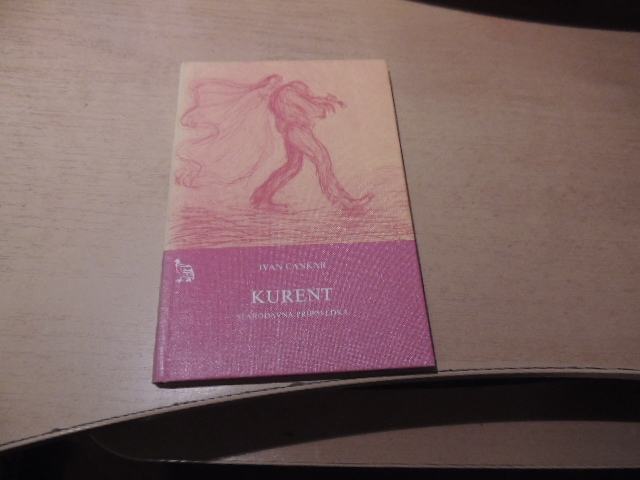 IVAN CANKAR
KURENT
STARODAVNA PRIPOVEDKA